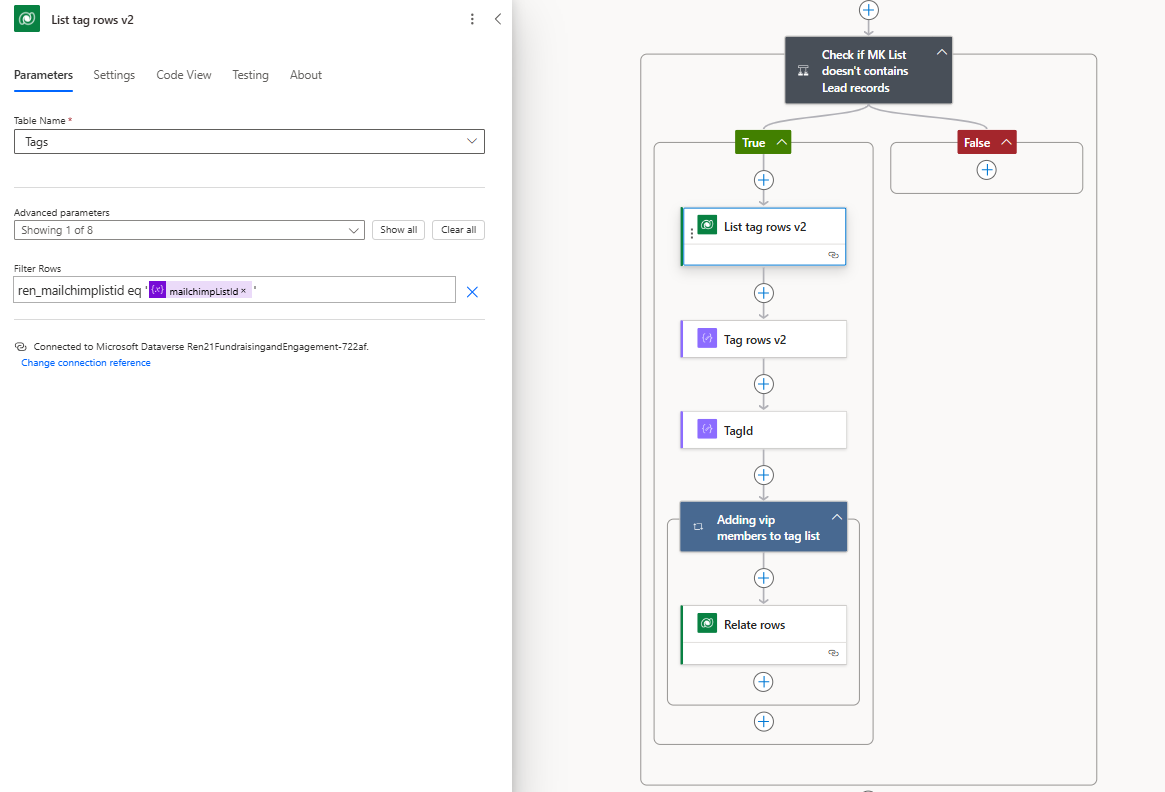 List tag rows v2
Parameters
Settings
Code View
Testing
About
Table Name *
Tags
Advanced parameters
Showing 1 of 8
Show all
Clear all
Filter Rows
ren_mailchimplistid eq ' mailchimpListId × '
Connected to Microsoft Dataverse Ren21FundraisingandEngagement-722af.
Change connection reference
Check if MK List
doesn't contains
Lead records
True
False
List tag rows v2
Tag rows v2
TagId
Adding vip
members to tag list
Relate rows